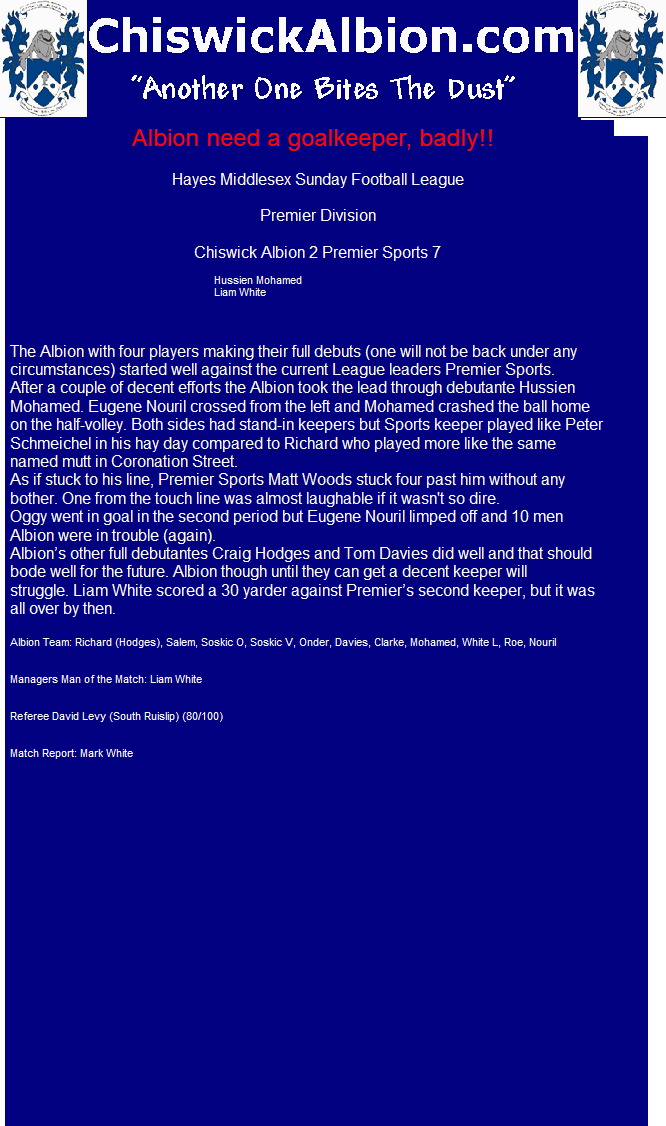 ChiswickAlbion.com
"Another One Bites The Dust"
Albion need a goalkeeper, badly!!
Hayes Middlesex Sunday Football League
Premier Division
Chiswick Albion 2 Premier Sports 7
Hussien Mohamed
Liam White
The Albion with four players making their full debuts (one will not be back under any
circumstances) started well against the current League leaders Premier Sports.
After a couple of decent efforts the Albion took the lead through debutante Hussien
Mohamed. Eugene Nouril crossed from the left and Mohamed crashed the ball home
on the half-volley. Both sides had stand-in keepers but Sports keeper played like Peter
Schmeichel in his hay day compared to Richard who played more like the same
named mutt in Coronation Street.
As if stuck to his line, Premier Sports Matt Woods stuck four past him without any
bother. One from the touch line was almost laughable if it wasn't so dire.
Oggy went in goal in the second period but Eugene Nouril limped off and 10 men
Albion were in trouble (again).
Albion’s other full debutantes Craig Hodges and Tom Davies did well and that should
bode well for the future. Albion though until they can get a decent keeper will
struggle. Liam White scored a 30 yarder against Premier’s second keeper, but it was
all over by then.
Albion Team: Richard (Hodges), Salem, Soskic O, Soskic V, Onder, Davies, Clarke, Mohamed, White L, Roe, Nouril
Managers Man of the Match: Liam White
Referee David Levy (South Ruislip) (80/100)
Match Report: Mark White